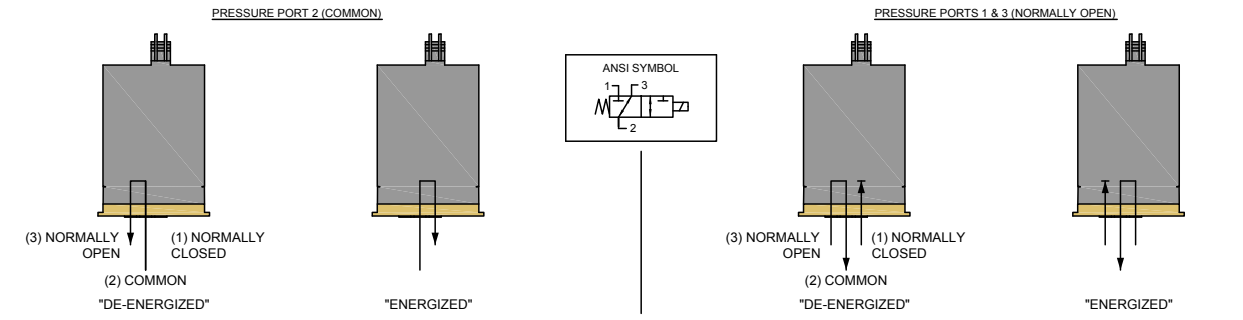 PRESSURE PORT 2 (COMMON)
PRESSURE PORTS 1 & 3 (NORMALLY OPEN)
ANSI SYMBOL
1
3
2
(3) NORMALLY
OPEN
(1) NORMALLY
CLOSED
(2) COMMON
"DE-ENERGIZED"
"ENERGIZED"
(3) NORMALLY
OPEN
(1) NORMALLY
CLOSED
(2) COMMON
"DE-ENERGIZED"
"ENERGIZED"